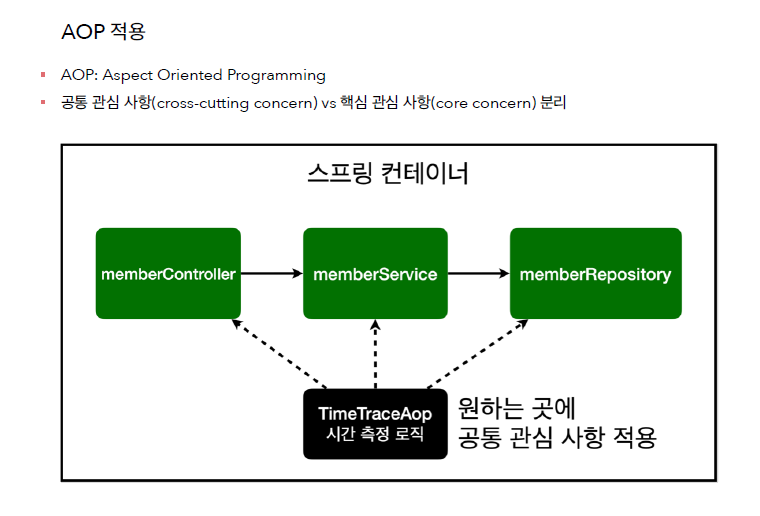 AOP 적용
AOP: Aspect Oriented Programming
공통 관심 사항(cross-cutting concern) vs 핵심 관심 사항(core concern) 분리
스프링 컨테이너
memberController
memberService
memberRepository
TimeTraceAop
시간 측정 로직
원하는 곳에
공통 관심 사항 적용